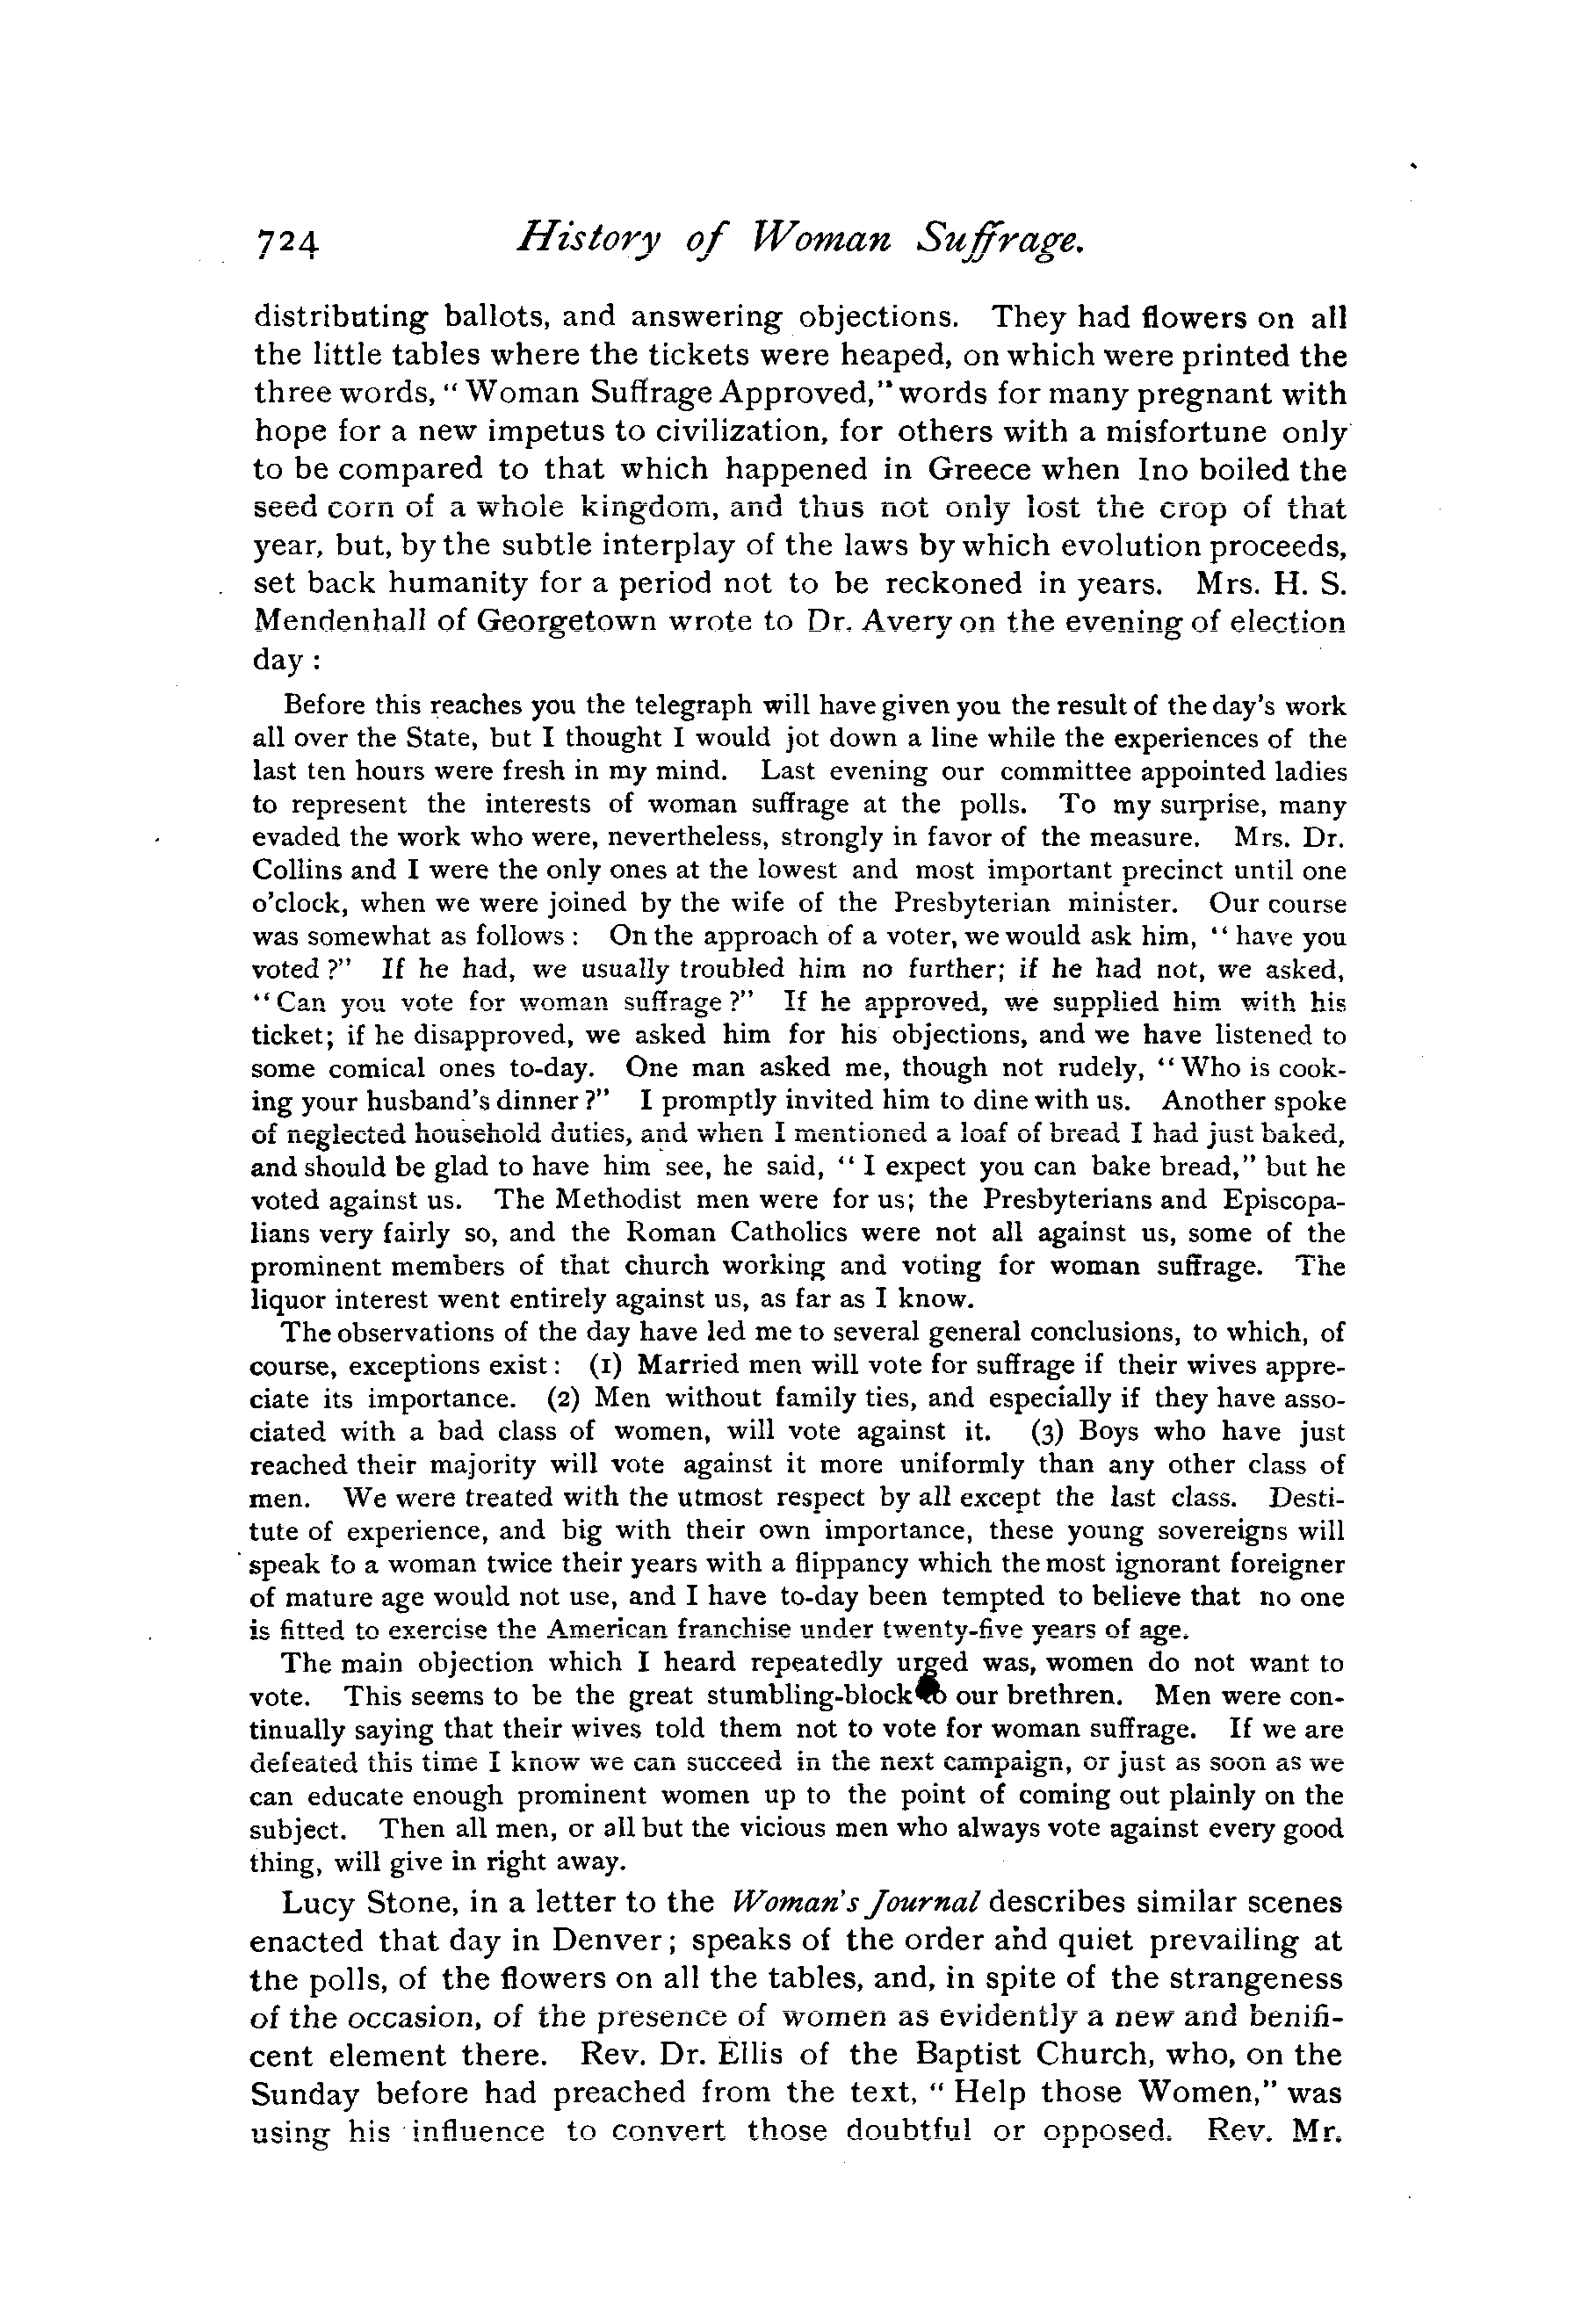 724 History of Woman Suffrage.
distributing ballots, and answering objections. They had flowers on all
the little tables where the tickets were heaped, on which were printed the
three words, "Woman Suffrage Approved," words for many pregnant with
hope for a new impetus to civilization, for others with a misfortune only
to be compared to that which happened in Greece when Ino boiled the
seed corn of a whole kingdom, and thus not only lost the crop of that
year, but, by the subtle interplay of the laws by which evolution proceeds,
set back humanity for a period not to be reckoned in years. Mrs. H. S.
Mendenhall of Georgetown wrote to Dr. Avery on the evening of election
day :
Before this reaches you the telegraph will have given you the result of the day's work
all over the State, but I thought I would jot down a line while the experiences of the
last ten hours were fresh in my mind. Last evening our committee appointed ladies
to represent the interests of woman suffrage at the polls. To my surprise, many
evaded the work who were, nevertheless, strongly in favor of the measure. Mrs. Dr.
Collins and I were the only ones at the lowest and most important precinct until one
o'clock, when we were joined by the wife of the Presbyterian minister. Our course
was somewhat as follows : On the approach of a voter, we would ask him, "have you
voted ?" If he had, we usually troubled him no further; if he had not, we asked,
"Can you vote for woman suffrage ?" If he approved, we supplied him with his
ticket; if he disapproved, we asked him for his objections, and we have listened to
some comical ones to-day. One man asked me, though not rudely, "Who is cook-
ing your husband's dinner ?" I promptly invited him to dine with us. Another spoke
of neglected household duties, and when I mentioned a loaf of bread I had just baked,
and should be glad to have him see, he said, "I expect you can bake bread," but he
voted against us. The Methodist men were for us; the Presbyterians and Episcopa-
lians very fairly so, and the Roman Catholics were not all against us, some of the
prominent members of that church working and voting for woman suffrage. The
liquor interest went entirely against us, as far as I know.
The observations of the day have led me to several general conclusions, to which, of
course, exceptions exist : (1) Married men will vote for suffrage if their wives appre-
ciate its importance. (2) Men without family ties, and especially if they have asso-
ciated with a bad class of women, will vote against it. (3) Boys who have just
reached their majority will vote against it more uniformly than any other class of
men. We were treated with the utmost respect by all except the last class. Desti-
tute of experience, and big with their own importance, these young sovereigns will
speak to a woman twice their years with a flippancy which the most ignorant foreigner
of mature age would not use, and I have to-day been tempted to believe that no one
is fitted to exercise the American franchise under twenty-five years of age.
The main objection which I heard repeatedly urged was, women do not want to
vote. This seems to be the great stumbling-block to our brethren. Men were con-
tinually saying that their wives told them not to vote for woman suffrage. If we are
defeated this time I know we can succeed in the next campaign, or just as soon as we
can educate enough prominent women up to the point of coming out plainly on the
subject. Then all men, or all but the vicious men who always vote against every good
thing, will give in right away.
Lucy Stone, in a letter to the Woman's Journal describes similar scenes
enacted that day in Denver; speaks of the order and quiet prevailing at
the polls, of the flowers on all the tables, and, in spite of the strangeness
of the occasion, of the presence of women as evidently a new and benifi-
cent element there. Rev. Dr. Ellis of the Baptist Church, who, on the
Sunday before had preached from the text, "Help those Women," was
using his influence to convert those doubtful or opposed. Rev. Mr.